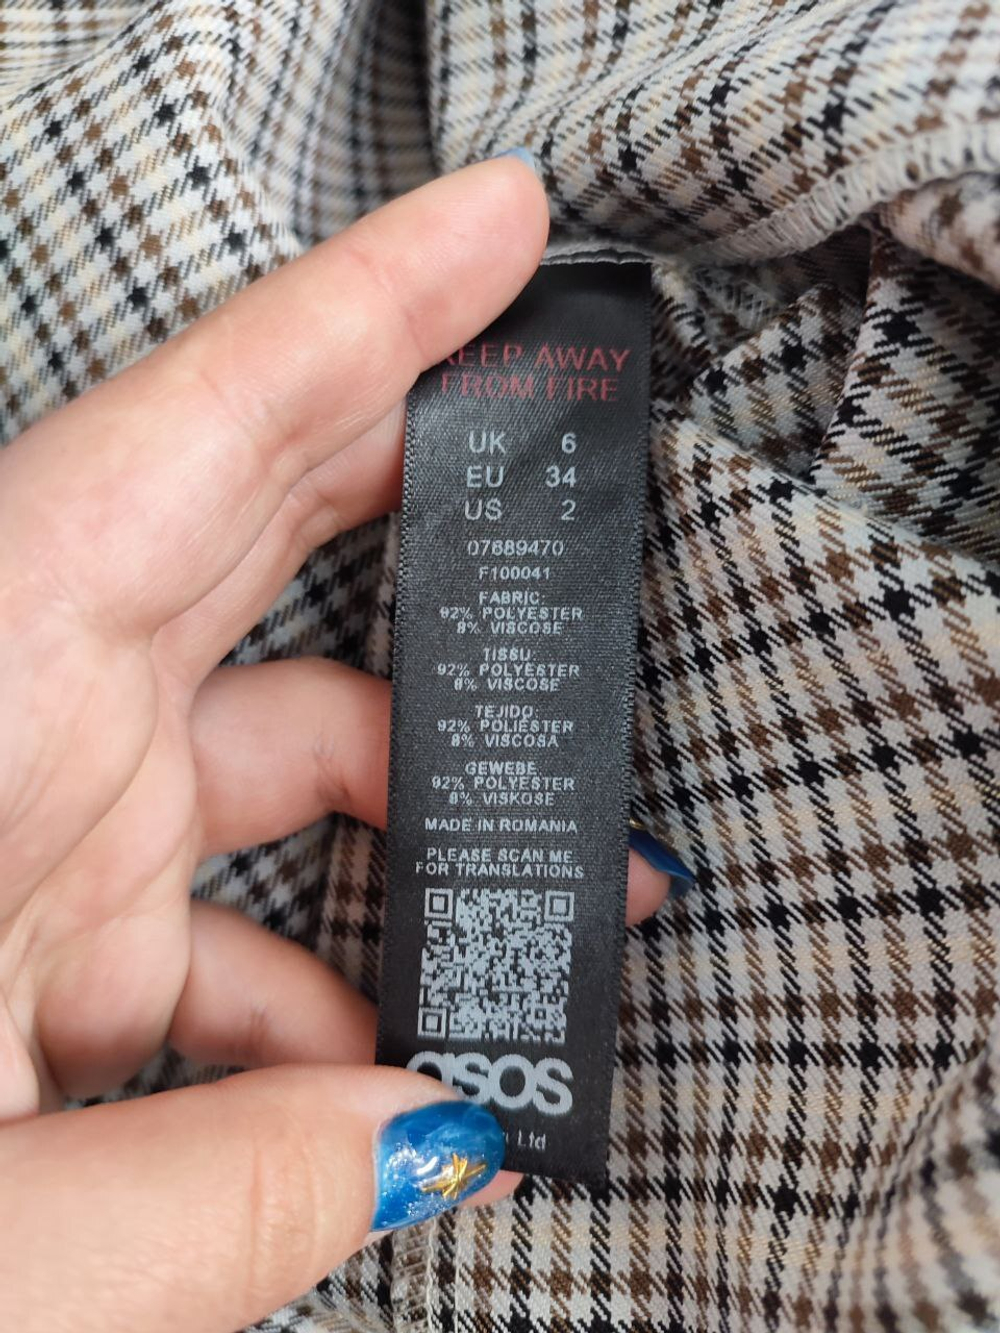 KEEP AWAY
FROM FIRE
UK 6
EU 34
US 2
07689470
F100041
FABRIC:
92% POLYESTER
8% VISCOSE
TISSU:
92% POLYESTER
8% VISCOSE
TEJIDO:
92% POLIÉSTER
8% VISCOSA
GEWEBE:
92% POLYESTER
8% VISKOSE
MADE IN ROMANIA
PLEASE SCAN ME
FOR TRANSLATIONS
asos
Ltd